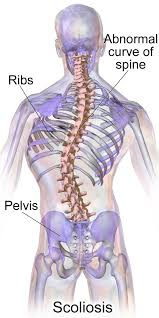 Abnormal
curve of
spine
Ribs
Pelvis
Scoliosis